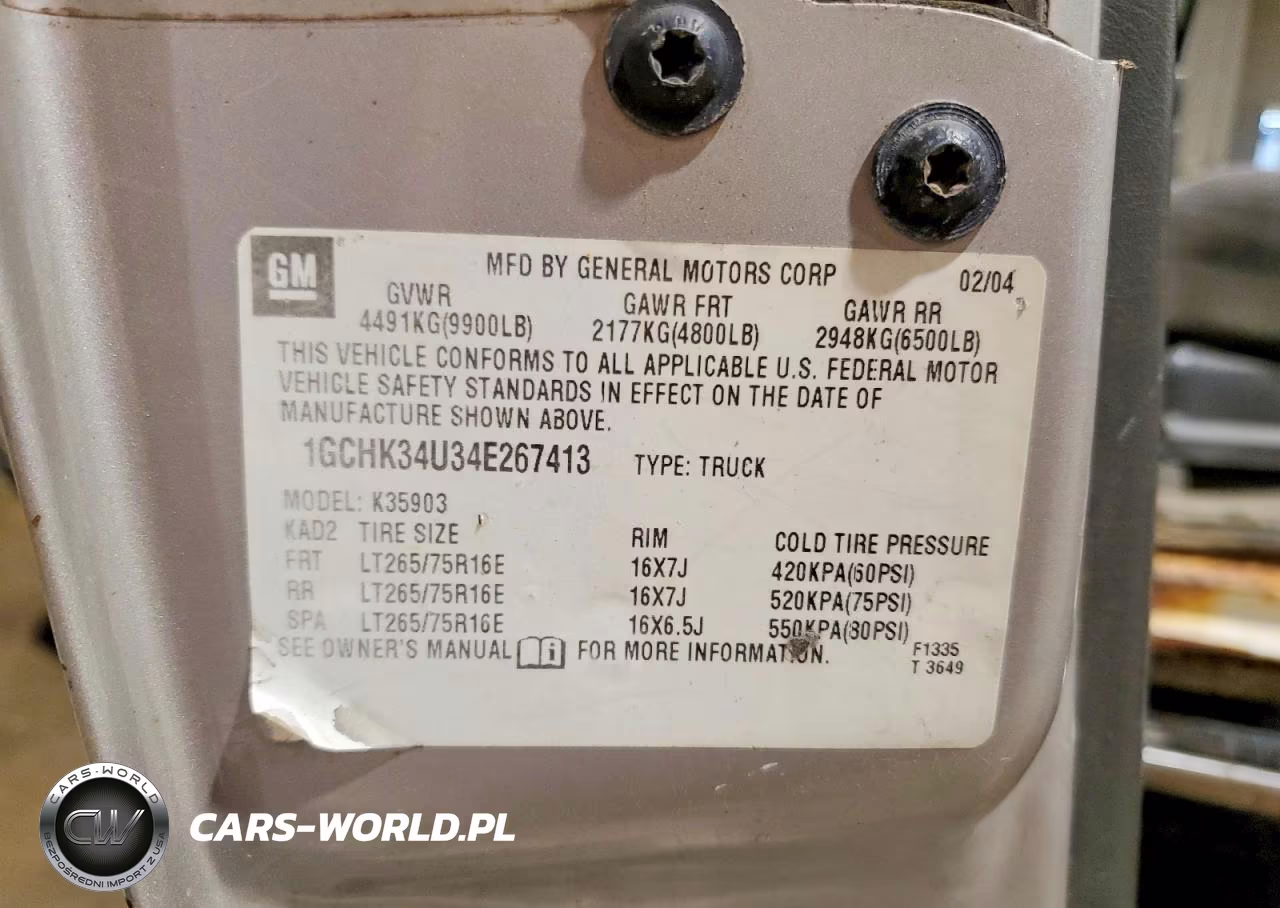 GM
MFD BY GENERAL MOTORS CORP 02/04
GVWR GAWR FRT GAWR RR
4491KG(9900LB) 2177KG(4800LB) 2948KG(6500LB)
THIS VEHICLE CONFORMS TO ALL APPLICABLE U.S. FEDERAL MOTOR
VEHICLE SAFETY STANDARDS IN EFFECT ON THE DATE OF
MANUFACTURE SHOWN ABOVE.
1GCHK34U34E267413 TYPE: TRUCK
MODEL: K35903
KAD2 TIRE SIZE RIM COLD TIRE PRESSURE
FRT LT265/75R16E 16X7J 420KPA(60PSI)
RR LT265/75R16E 16X7J 520KPA(75PSI)
SPA LT265/75R16E 16X6.5J 550KPA(80PSI)
SEE OWNER'S MANUAL FOR MORE INFORMATION.
F1335
T 3649
CARS-WORLD
CW
BEZPOŚREDNI IMPORT Z USA
CARS-WORLD.PL